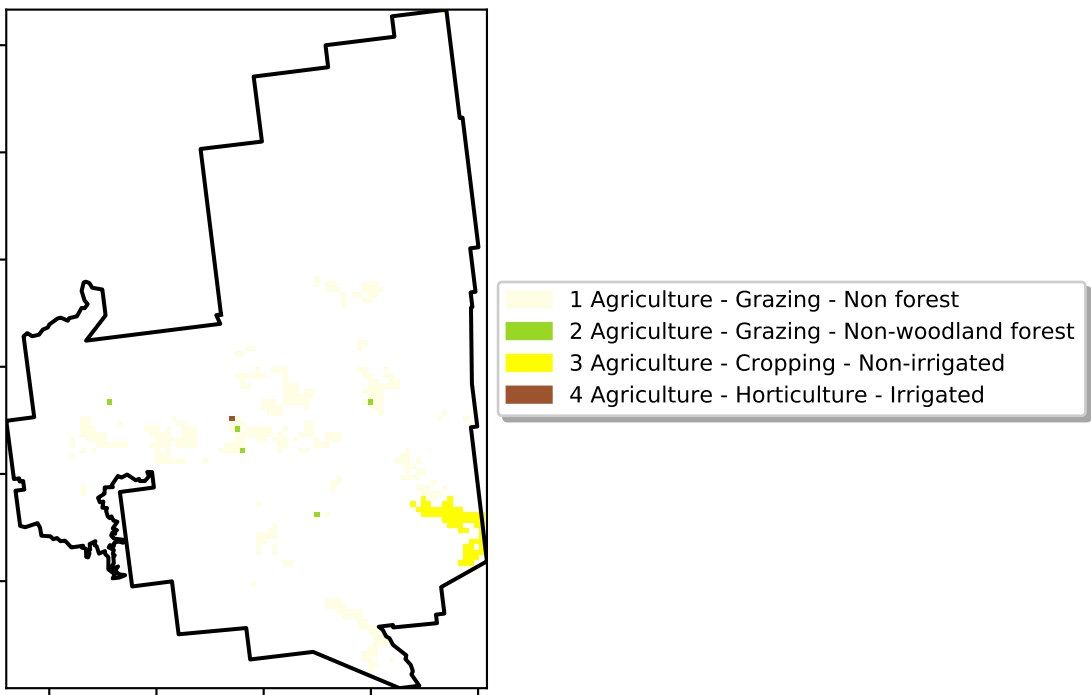 1 Agriculture - Grazing - Non forest
2 Agriculture - Grazing - Non-woodland forest
3 Agriculture - Cropping - Non-irrigated
4 Agriculture - Horticulture - Irrigated